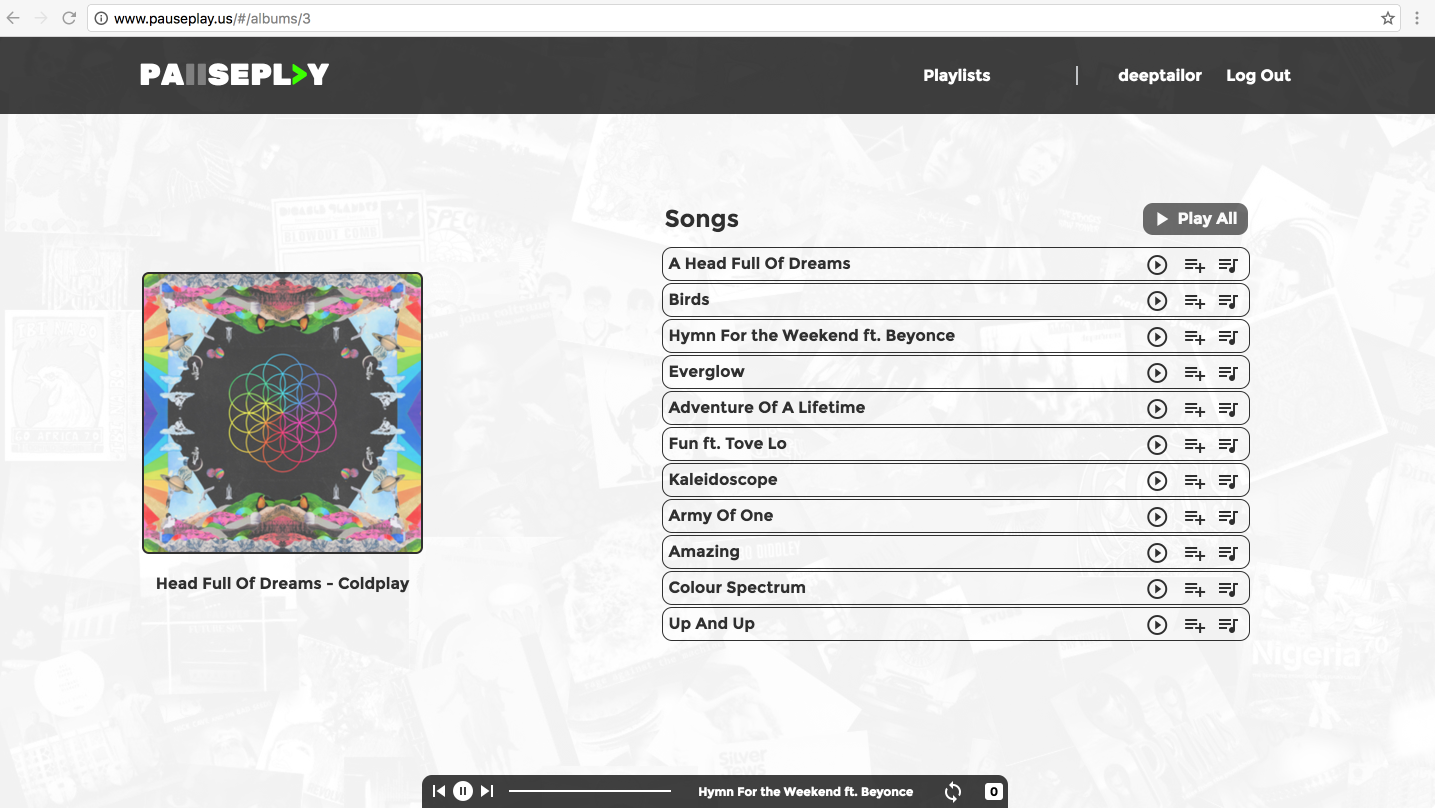 www.pauseplay.us/#/albums/3
PAUSEPLAY
Playlists | deeptailor Log Out
Songs
Play All
A Head Full Of Dreams
Birds
Hymn For the Weekend ft. Beyonce
Everglow
Adventure Of A Lifetime
Fun ft. Tove Lo
Kaleidoscope
Army Of One
Amazing
Colour Spectrum
Up And Up
Head Full Of Dreams - Coldplay
Nigeria 70
Hymn For the Weekend ft. Beyonce
0